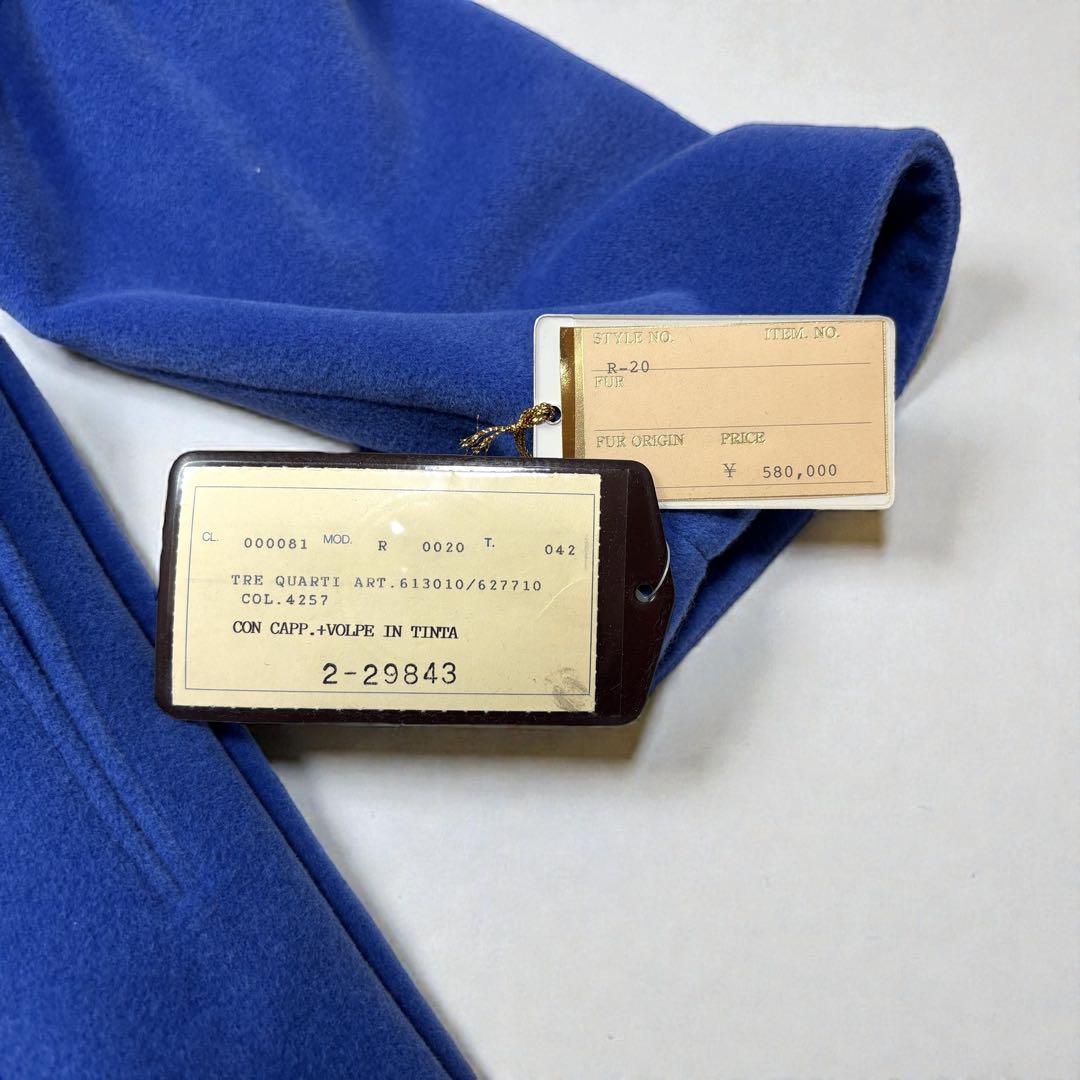 STYLE NO. ITEM. NO.
R-20
FUR
FUR ORIGIN PRICE
¥ 580,000
CL. 000081 MOD. R 0020 T. 042
TRE QUARTI ART.613010/627710
COL.4257
CON CAPP.+VOLPE IN TINTA
2-29843